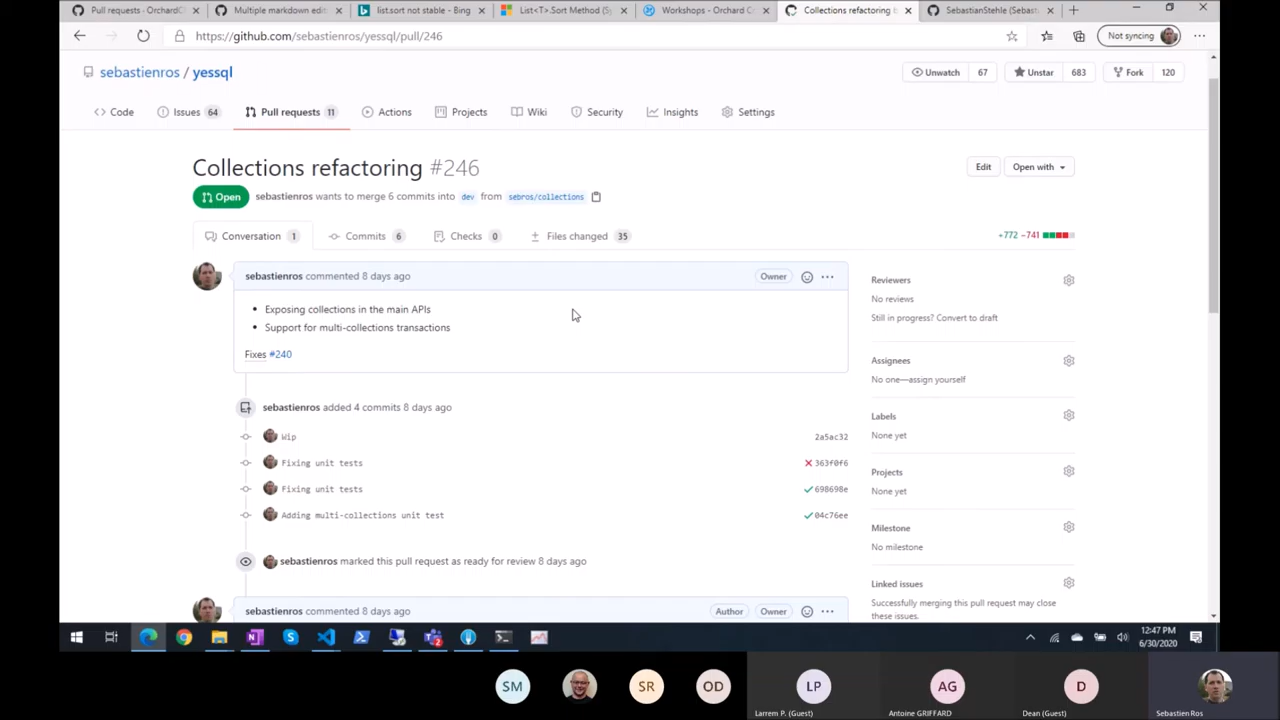 Pull requests - OrchardC
Multiple markdown edit
list.sort not stable - Bing
List<T>.Sort Method (Sy
Workshops - Orchard C
Collections refactoring b
SebastianStehle (Sebast
https://github.com/sebastienros/yessql/pull/246
Not syncing
sebastienros / yessql
Unwatch 67
Unstar 683
Fork 120
Code
Issues 64
Pull requests 11
Actions
Projects
Wiki
Security
Insights
Settings
Collections refactoring #246
Edit
Open with
Open
sebastienros wants to merge 6 commits into dev from sebros/collections
Conversation 1
Commits 6
Checks 0
Files changed 35
+772 −741
sebastienros commented 8 days ago
Owner
Exposing collections in the main APIs
Support for multi-collections transactions
Fixes #240
sebastienros added 4 commits 8 days ago
Wip 2a5ac32
Fixing unit tests 363f0f6
Fixing unit tests 698698e
Adding multi-collections unit test 04c76ee
sebastienros marked this pull request as ready for review 8 days ago
sebastienros commented 8 days ago
Author
Owner
Reviewers
No reviews
Still in progress? Convert to draft
Assignees
No one—assign yourself
Labels
None yet
Projects
None yet
Milestone
No milestone
Linked issues
Successfully merging this pull request may close
these issues.
12:47 PM
6/30/2020
SM
SR
OD
LP
Larrem P. (Guest)
AG
Antoine GRIFFARD
D
Dean (Guest)
Sebastien Ros